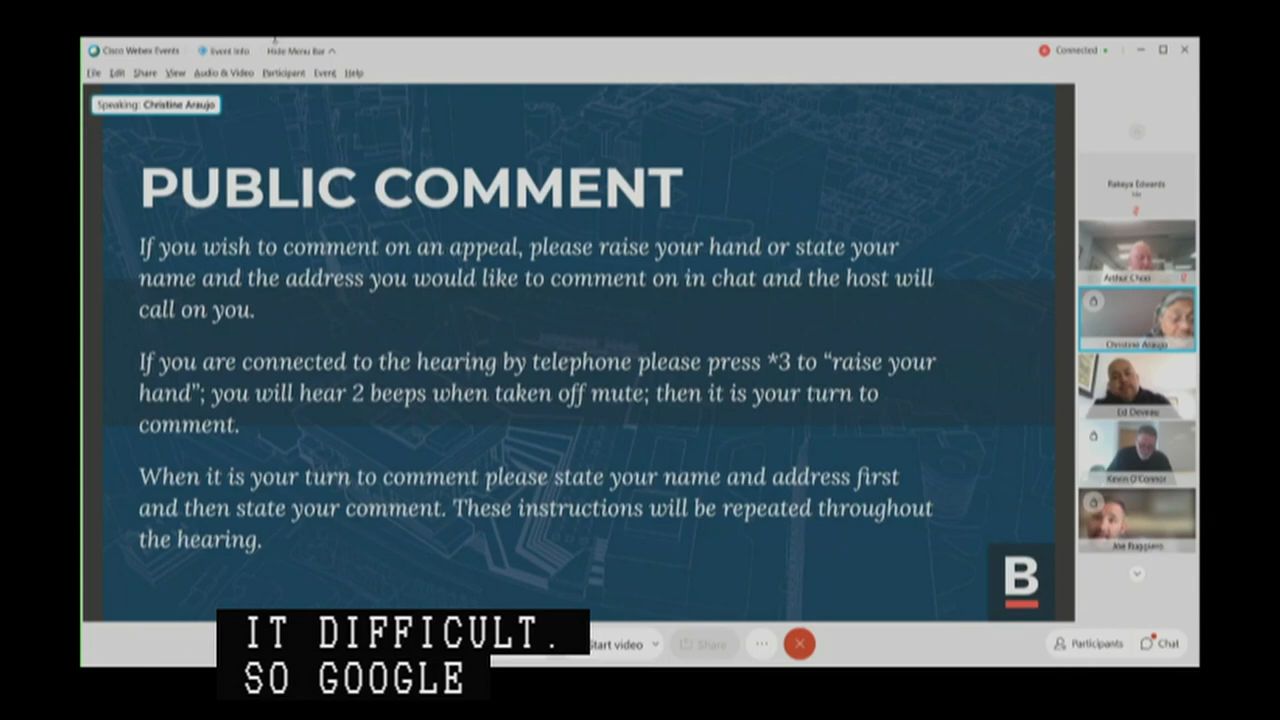 Cisco Webex Events Event Info Hide Menu Bar Connected
File Edit Share View Audio & Video Participant Event Help
Speaking: Christine Araujo
PUBLIC COMMENT
If you wish to comment on an appeal, please raise your hand or state your
name and the address you would like to comment on in chat and the host will
call on you.
If you are connected to the hearing by telephone please press *3 to “raise your
hand”; you will hear 2 beeps when taken off mute; then it is your turn to
comment.
When it is your turn to comment please state your name and address first
and then state your comment. These instructions will be repeated throughout
the hearing.
B
Rakeya Edwards
Me
Arthur Choo
Christine Araujo
Ed Deveau
Kevin O'Connor
Joe Ruggiero
Start video Share ... Participants Chat
IT DIFFICULT.
SO GOOGLE